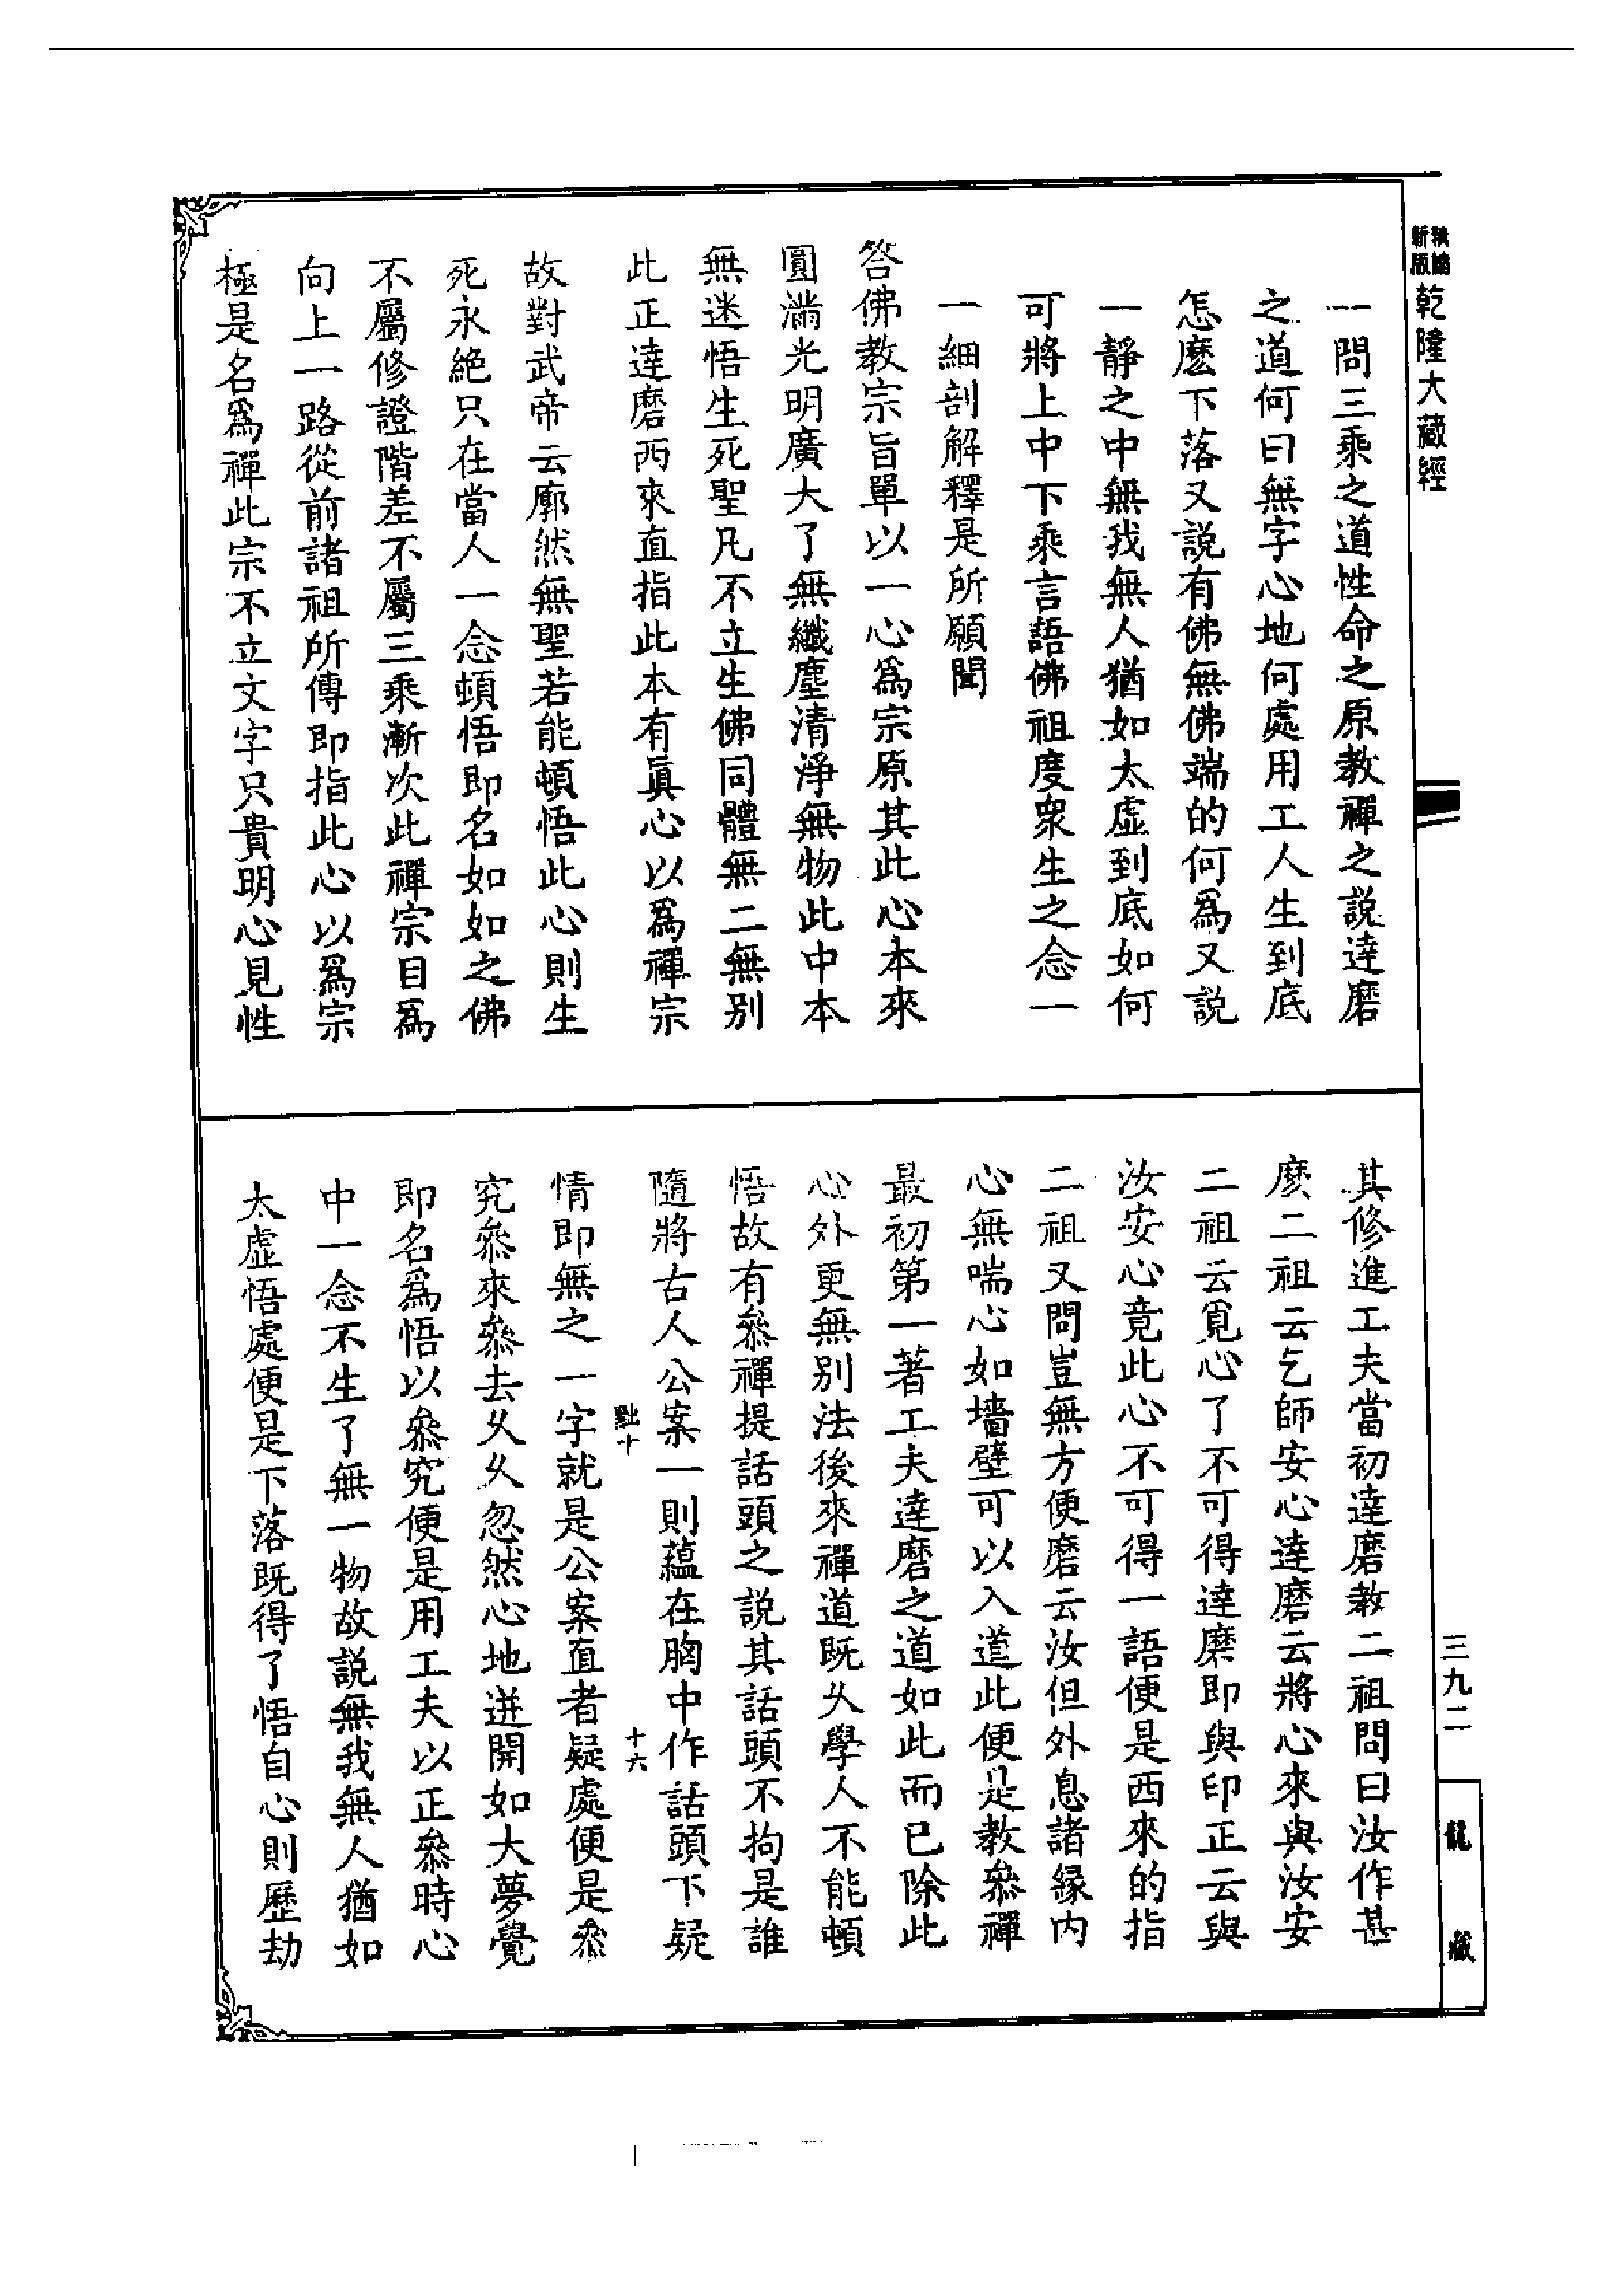 乾隆大藏經
一問三乘之道性命之原教禪之説達磨
之道何曰無字心地何處用工人生到底
怎麽下落又説有佛無佛端的何爲又説
一靜之中無我無人猶如太虛到底如何
可將上中下乘言語佛祖度衆生之念一
一細剖解釋是所願聞
答佛教宗旨單以一心爲宗原其此心本來
圓滿光明廣大了無纖塵清淨無物此中本
無迷悟生死聖凡不立生佛同體無二無别
此正達磨西來直指此本有眞心以爲禪宗
故對武帝云廓然無聖若能頓悟此心則生
死永絕只在當人一念頓悟即名如如之佛
不屬修證階差不屬三乘漸次此禪宗目爲
向上一路從前諸祖所傳即指此心以爲宗
極是名爲禪此宗不立文字只貴明心見性
三九二
龍藏
其修進工夫當初達磨教二祖問曰汝作甚
麽二祖云乞師安心達磨云將心來與汝安
二祖云覓心了不可得達磨即與印正云與
汝安心竟此心不可得一語便是西來的指
二祖又問豈無方便磨云汝但外息諸緣内
心無喘心如墻壁可以入道此便是教叅禪
最初第一著工夫達磨之道如此而已除此
心外更無别法後來禪道既久學人不能頓
悟故有叅禪提話頭之説其話頭不拘是誰
隨將古人公案一則蘊在胸中作話頭下疑
十六
情即無之一字就是公案直者疑處便是叅
究叅來叅去久久忽然心地迸開如大夢覺
即名爲悟以叅究便是用工夫以正叅時心
中一念不生了無一物故説無我無人猶如
太虛悟處便是下落既得了悟自心則歷劫